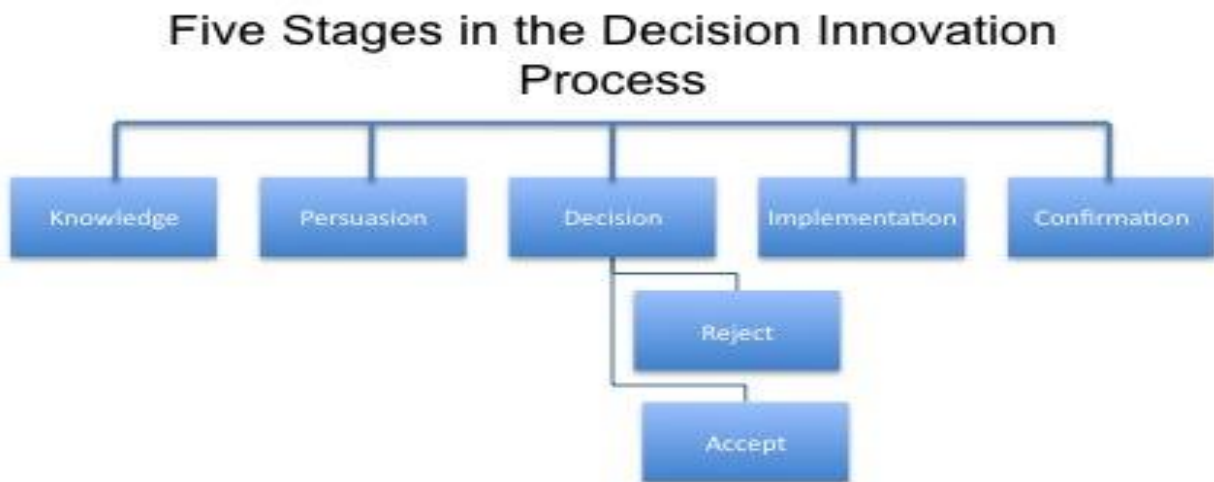 Five Stages in the Decision Innovation
Process
Knowledge
Persuasion
Decision
Implementation
Confirmation
Reject
Accept